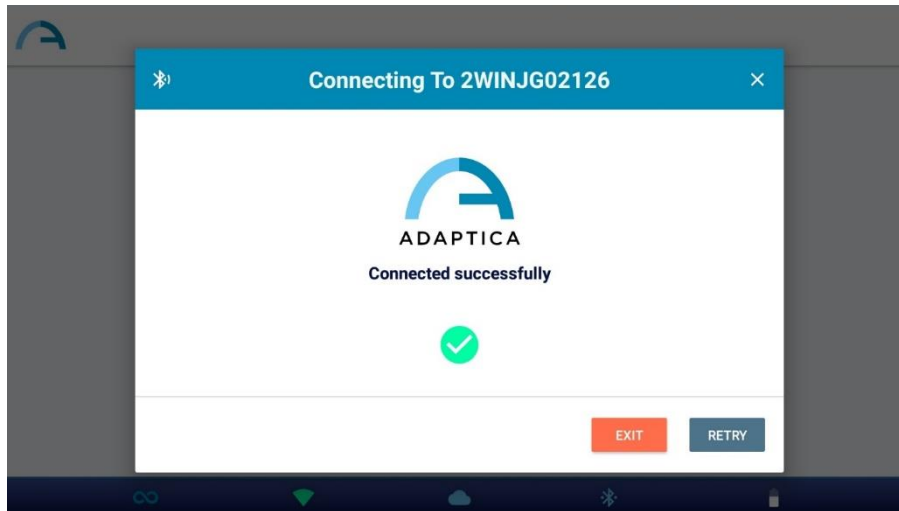 Connecting To 2WINJG02126
ADAPTICA
Connected successfully
EXIT
RETRY